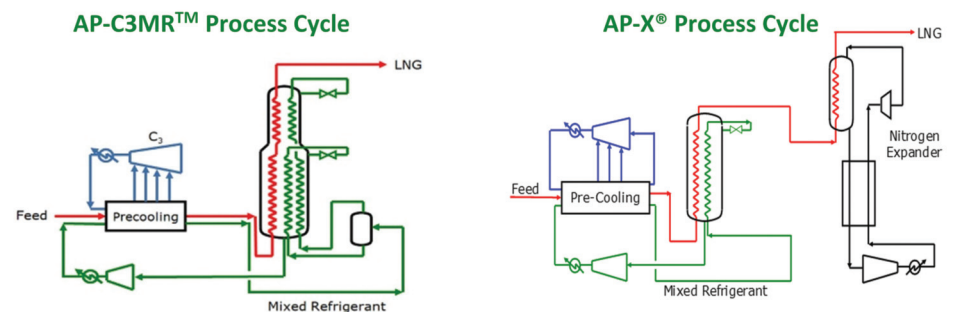 AP-C3MR™ Process Cycle
LNG
C₃
Feed
Precooling
Mixed Refrigerant
AP-X® Process Cycle
LNG
Nitrogen
Expander
Feed
Pre-Cooling
Mixed Refrigerant